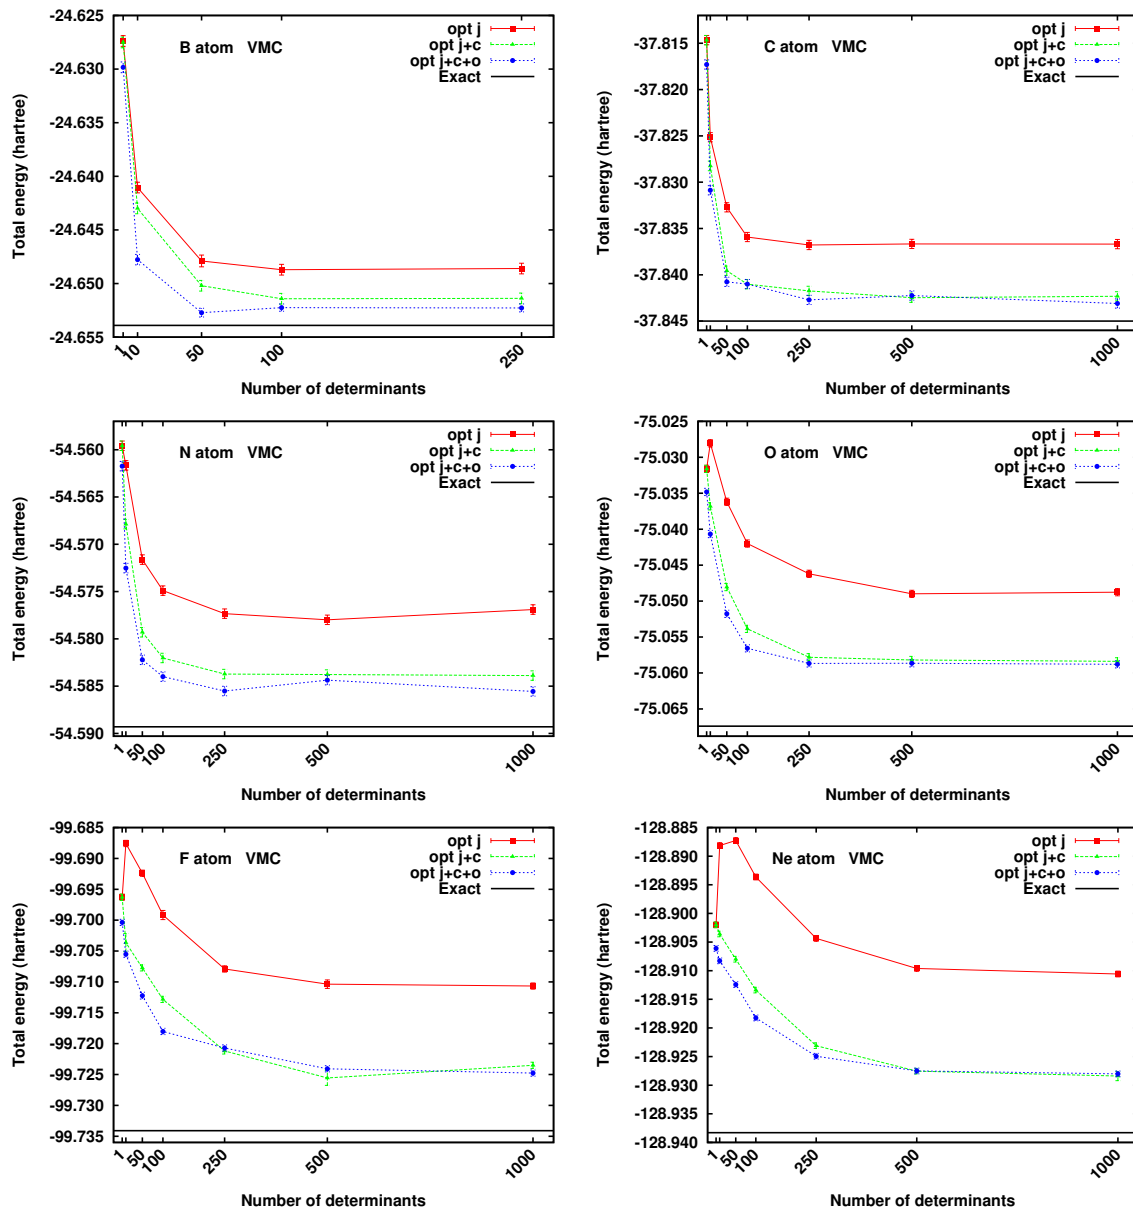 B atom VMC
opt j
opt j+c
opt j+c+o
Exact
Total energy (hartree)
-24.625
-24.630
-24.635
-24.640
-24.645
-24.650
-24.655
1
10
50
100
250
Number of determinants
C atom VMC
opt j
opt j+c
opt j+c+o
Exact
Total energy (hartree)
-37.815
-37.820
-37.825
-37.830
-37.835
-37.840
-37.845
1
50
100
250
500
1000
Number of determinants
N atom VMC
opt j
opt j+c
opt j+c+o
Exact
Total energy (hartree)
-54.560
-54.565
-54.570
-54.575
-54.580
-54.585
-54.590
1
50
100
250
500
1000
Number of determinants
O atom VMC
opt j
opt j+c
opt j+c+o
Exact
Total energy (hartree)
-75.025
-75.030
-75.035
-75.040
-75.045
-75.050
-75.055
-75.060
-75.065
1
50
100
250
500
1000
Number of determinants
F atom VMC
opt j
opt j+c
opt j+c+o
Exact
Total energy (hartree)
-99.685
-99.690
-99.695
-99.700
-99.705
-99.710
-99.715
-99.720
-99.725
-99.730
-99.735
1
50
100
250
500
1000
Number of determinants
Ne atom VMC
opt j
opt j+c
opt j+c+o
Exact
Total energy (hartree)
-128.885
-128.890
-128.895
-128.900
-128.905
-128.910
-128.915
-128.920
-128.925
-128.930
-128.935
-128.940
1
50
100
250
500
1000
Number of determinants